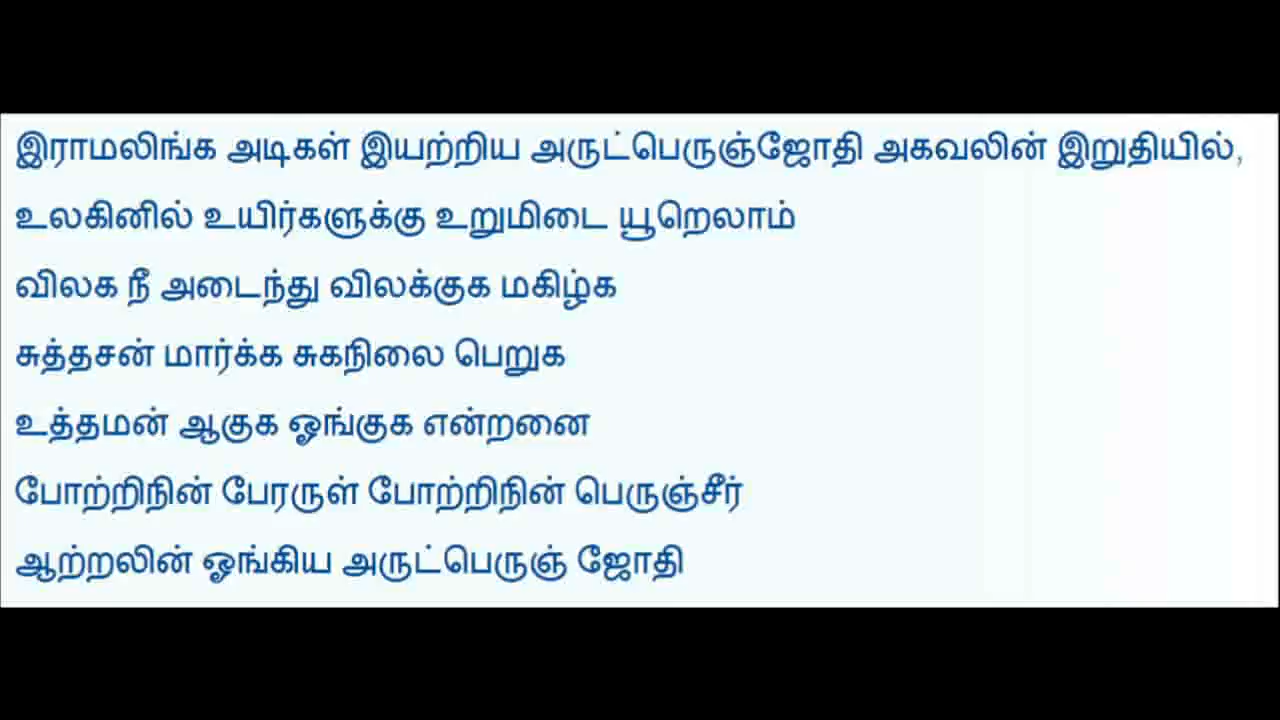 இராமலிங்க அடிகள் இயற்றிய அருட்பெருஞ்ஜோதி அகவலின் இறுதியில்,
உலகினில் உயிர்களுக்கு உறுமிடை யூறெலாம்
விலக நீ அடைந்து விலக்குக மகிழ்க
சுத்தசன் மார்க்க சுகநிலை பெறுக
உத்தமன் ஆகுக ஓங்குக என்றனை
போற்றிநின் பேரருள் போற்றிநின் பெருஞ்சீர்
ஆற்றலின் ஓங்கிய அருட்பெருஞ் ஜோதி